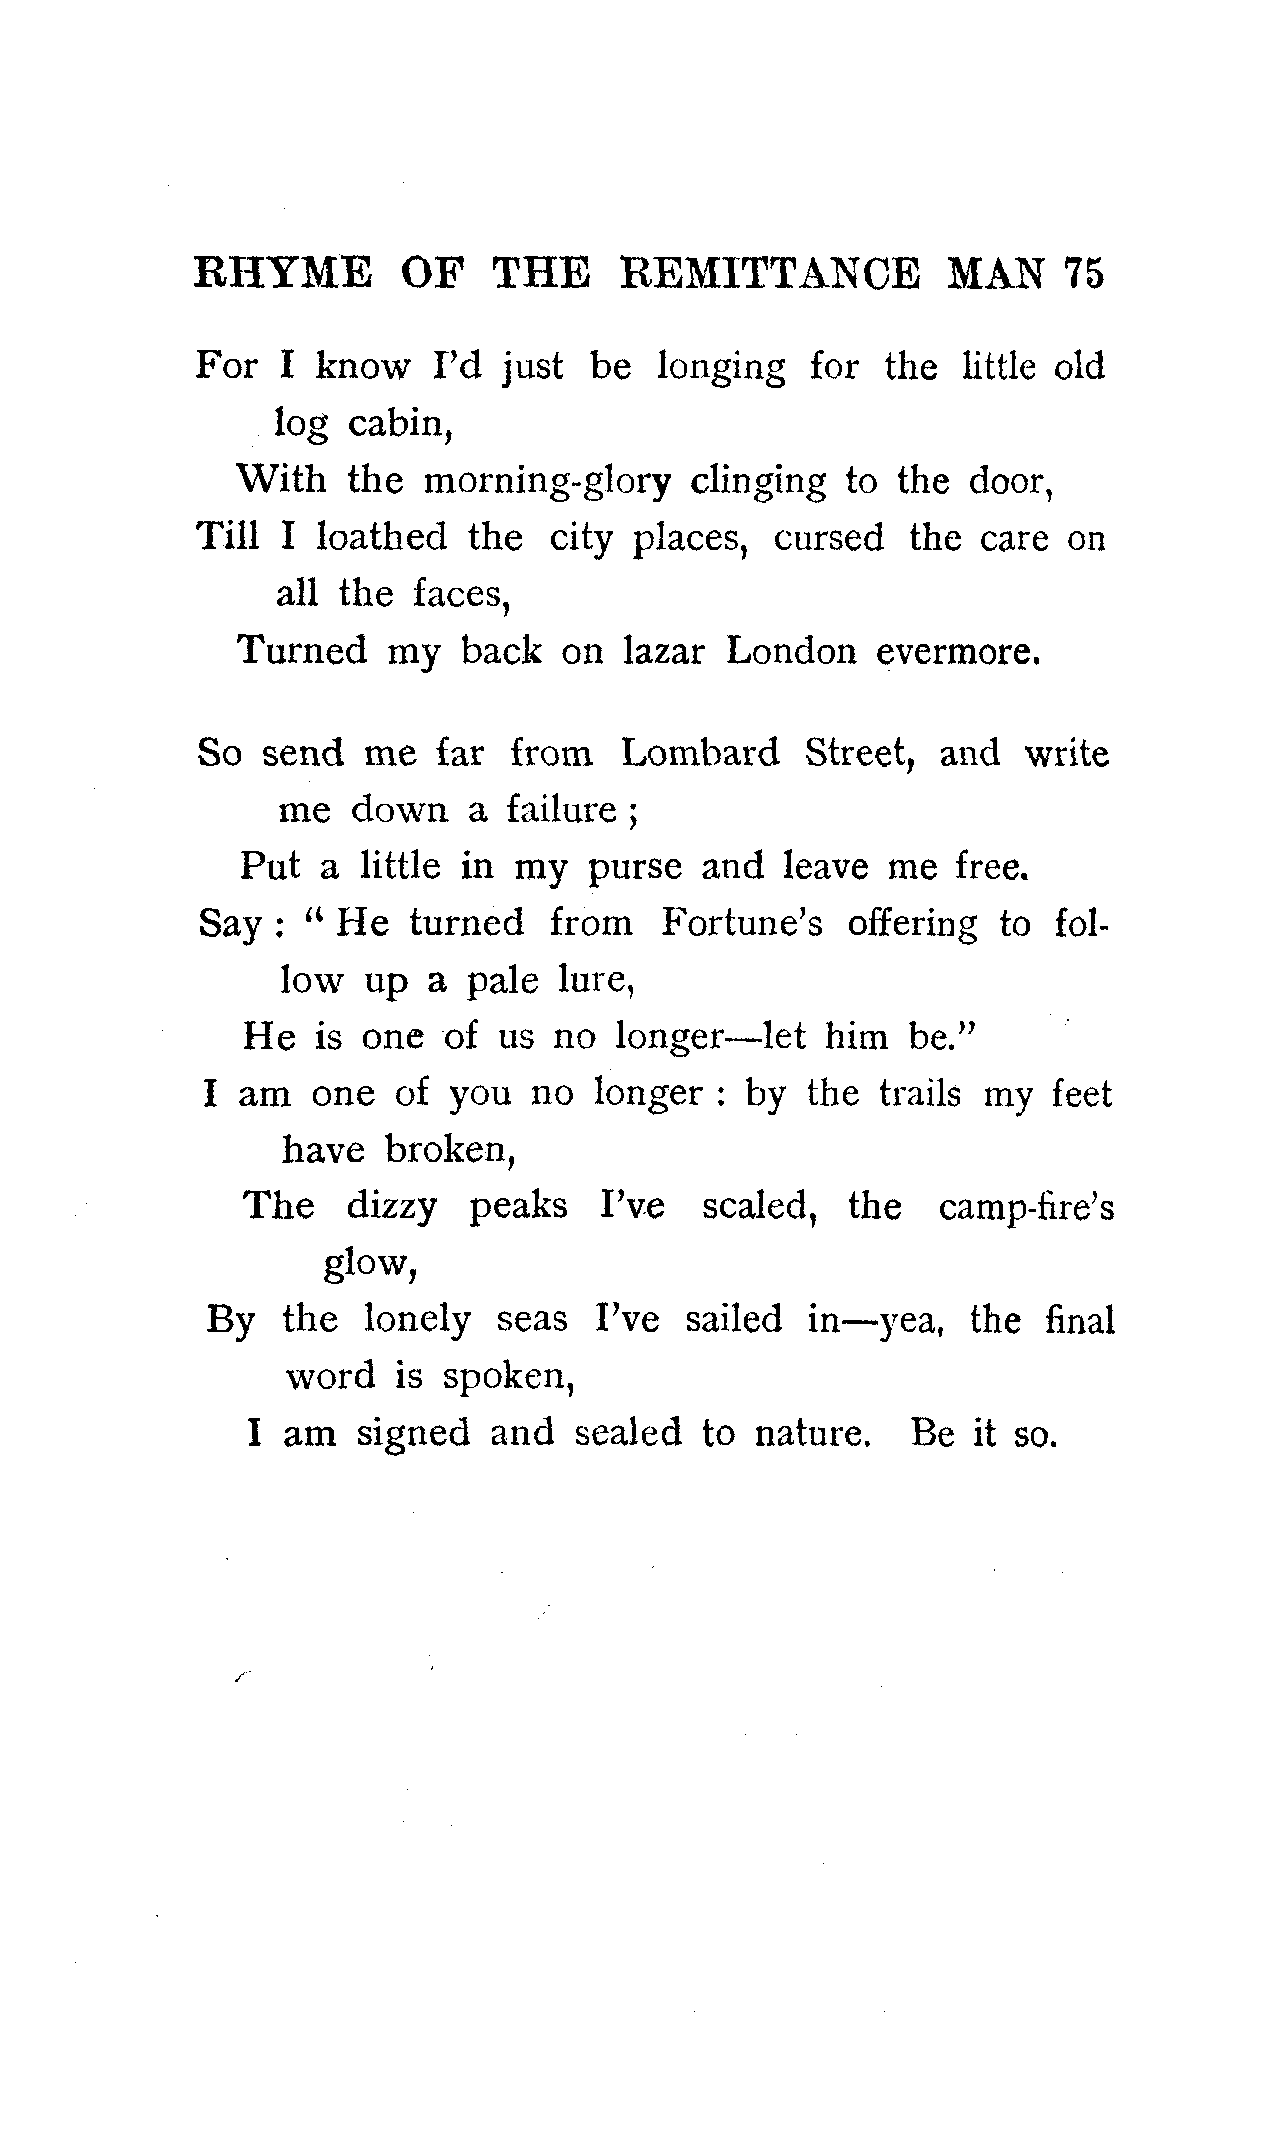 RHYME OF THE REMITTANCE MAN 75
For I know I'd just be longing for the little old
log cabin,
With the morning-glory clinging to the door,
Till I loathed the city places, cursed the care on
all the faces,
Turned my back on lazar London evermore.
So send me far from Lombard Street, and write
me down a failure ;
Put a little in my purse and leave me free.
Say : “ He turned from Fortune's offering to fol-
low up a pale lure,
He is one of us no longer—let him be.”
I am one of you no longer : by the trails my feet
have broken,
The dizzy peaks I've scaled, the camp-fire's
glow,
By the lonely seas I've sailed in—yea, the final
word is spoken,
I am signed and sealed to nature. Be it so.